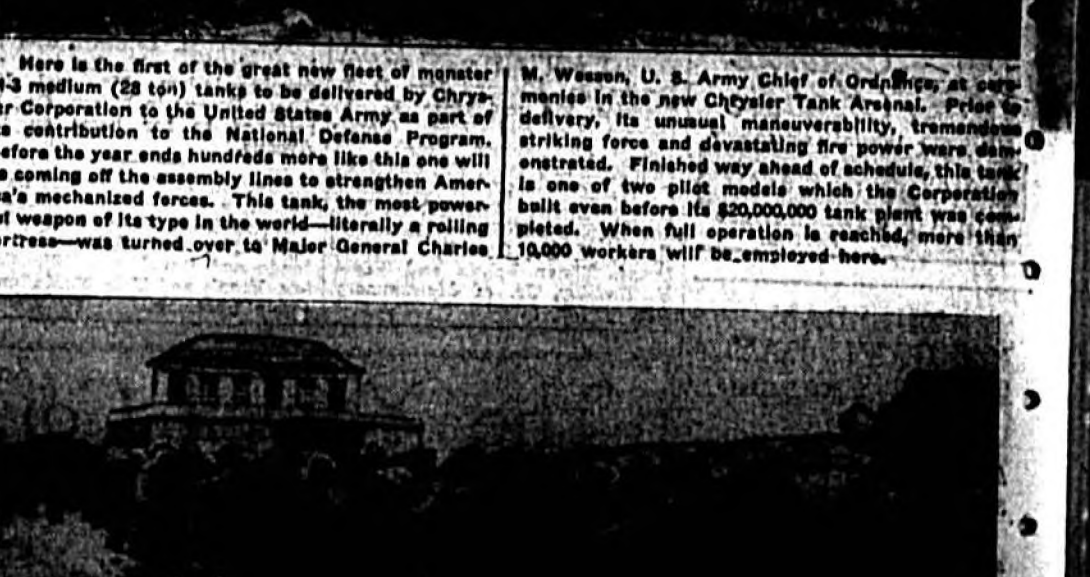 Here is the first of the great new fleet of monster
-3 medium (28 ton) tanks to be delivered by Chrys-
er Corporation to the United States Army as part of
s contribution to the National Defense Program.
efore the year ends hundreds more like this one will
e coming off the assembly lines to strengthen Amer-
a's mechanized forces. This tank, the most power-
ul weapon of its type in the world—literally a rolling
ortress—was turned over to Major General Charles
M. Wesson, U. S. Army Chief of Ordnance, at cere-
monies in the new Chrysler Tank Arsenal. Prior to
delivery, its unusual maneuverability, tremendous
striking force and devastating fire power were dem-
onstrated. Finished way ahead of schedule, this tank
is one of two pilot models which the Corporation
built even before its $20,000,000 tank plant was com-
pleted. When full operation is reached, more than
10,000 workers will be employed here.